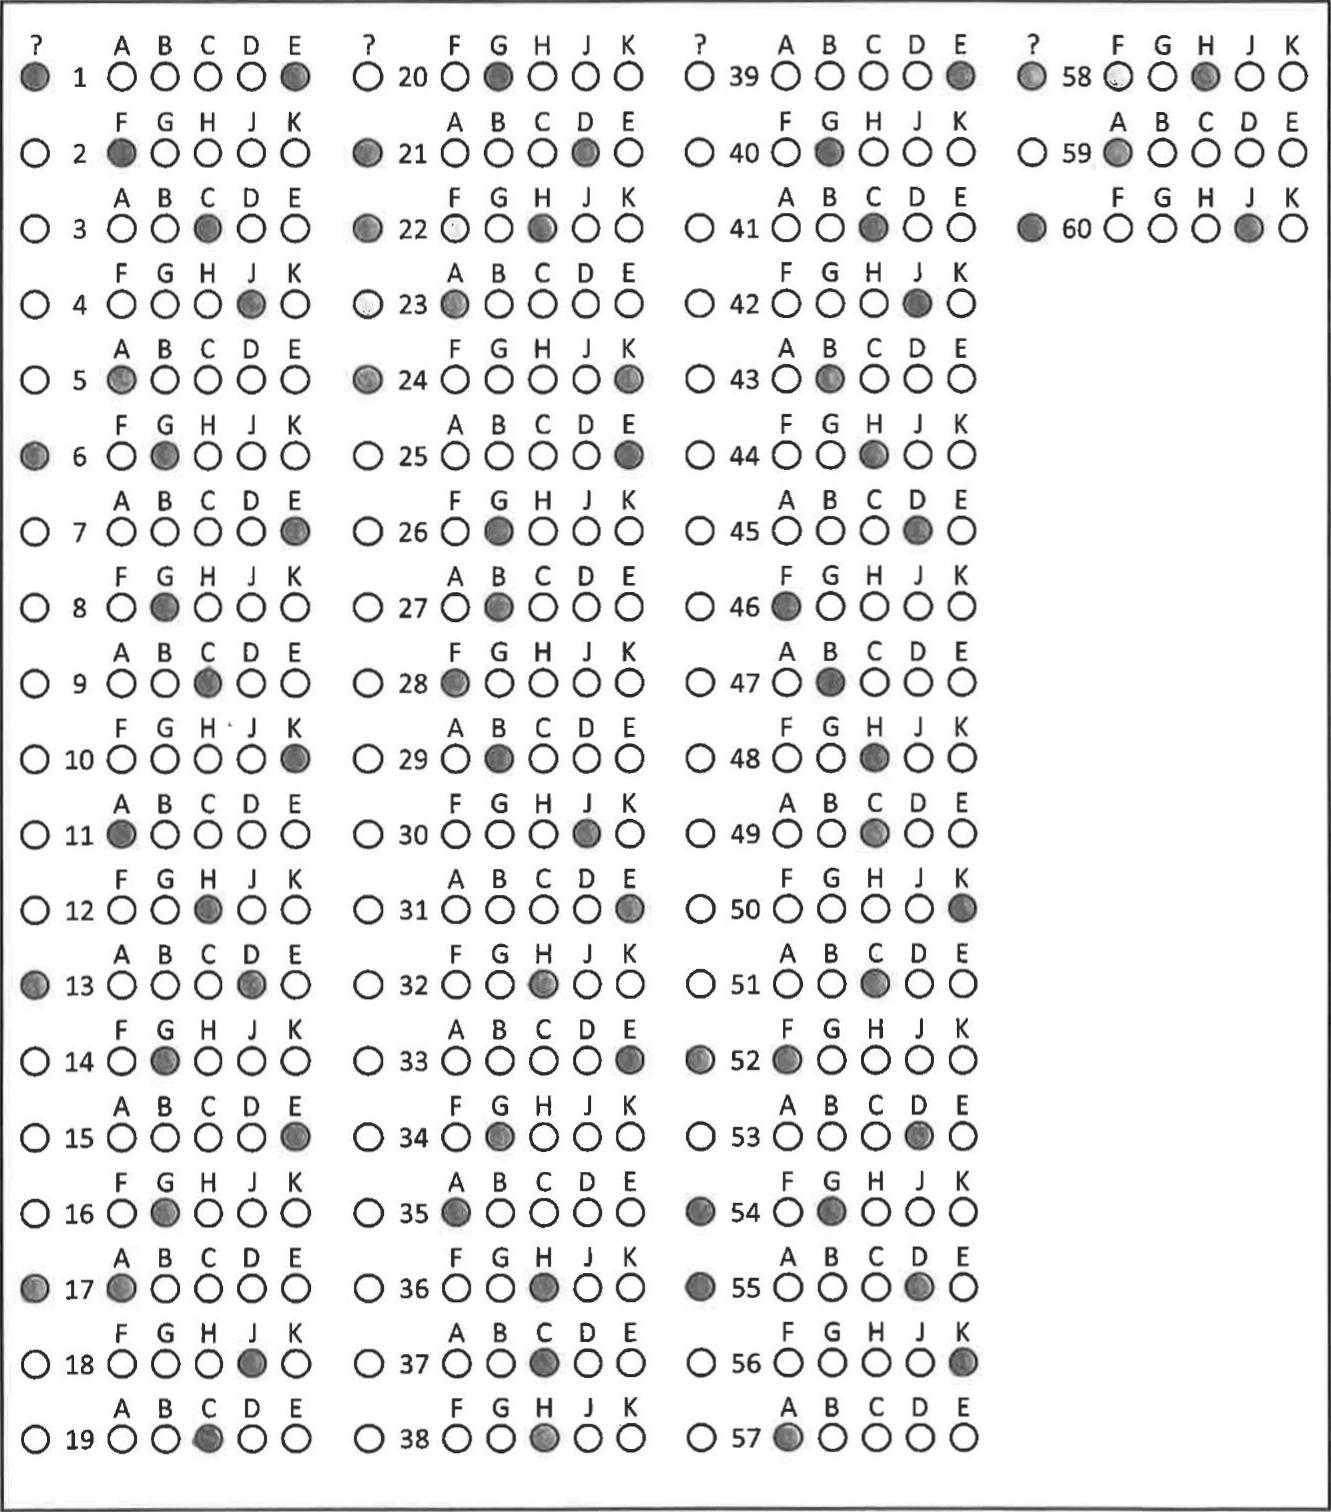 ? A B C D E ? F G H J K ? A B C D E ? F G H J K
1 20 39 58
F G H J K A B C D E F G H J K A B C D E
2 21 40 59
A B C D E F G H J K A B C D E F G H J K
3 22 41 60
F G H J K A B C D E F G H J K
4 23 42
A B C D E F G H J K A B C D E
5 24 43
F G H J K A B C D E F G H J K
6 25 44
A B C D E F G H J K A B C D E
7 26 45
F G H J K A B C D E F G H J K
8 27 46
A B C D E F G H J K A B C D E
9 28 47
F G H J K A B C D E F G H J K
10 29 48
A B C D E F G H J K A B C D E
11 30 49
F G H J K A B C D E F G H J K
12 31 50
A B C D E F G H J K A B C D E
13 32 51
F G H J K A B C D E F G H J K
14 33 52
A B C D E F G H J K A B C D E
15 34 53
F G H J K A B C D E F G H J K
16 35 54
A B C D E F G H J K A B C D E
17 36 55
F G H J K A B C D E F G H J K
18 37 56
A B C D E F G H J K A B C D E
19 38 57